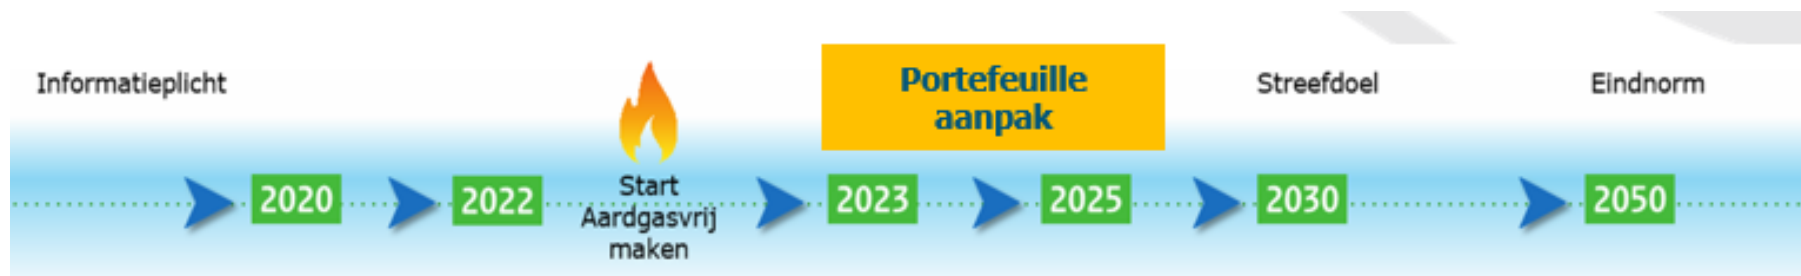 Informatieplicht
Portefeuille
aanpak
Streefdoel
Eindnorm
2020
2022
Start
Aardgasvrij
maken
2023
2025
2030
2050